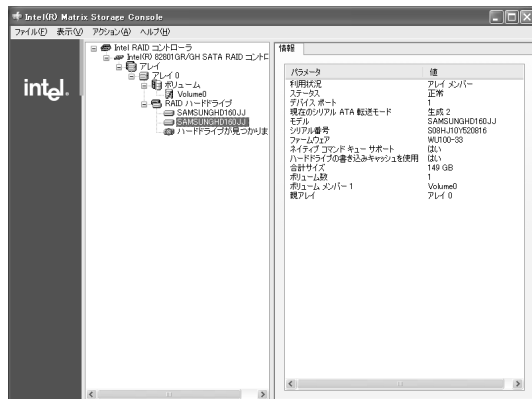 Intel(R) Matrix Storage Console
ファイル(F) 表示(V) アクション(A) ヘルプ(H)
intel.
Intel RAID コントローラ
Intel(R) 82801GR/GH SATA RAID コントロ
アレイ
アレイ 0
ボリューム
Volume0
RAID ハードドライブ
SAMSUNGHD160JJ
SAMSUNGHD160JJ
ハードドライブが見つかりま
情報
パラメータ 値
利用状況 アレイ メンバー
ステータス 正常
デバイス ポート 1
現在のシリアル ATA 転送モード 生成 2
モデル SAMSUNGHD160JJ
シリアル番号 S08HJ10Y520816
ファームウェア WU100-33
ネイティブ コマンド キュー サポート はい
ハードドライブの書き込みキャッシュを使用 はい
合計サイズ 149 GB
ボリューム数 1
ボリューム メンバー 1 Volume0
親アレイ アレイ 0